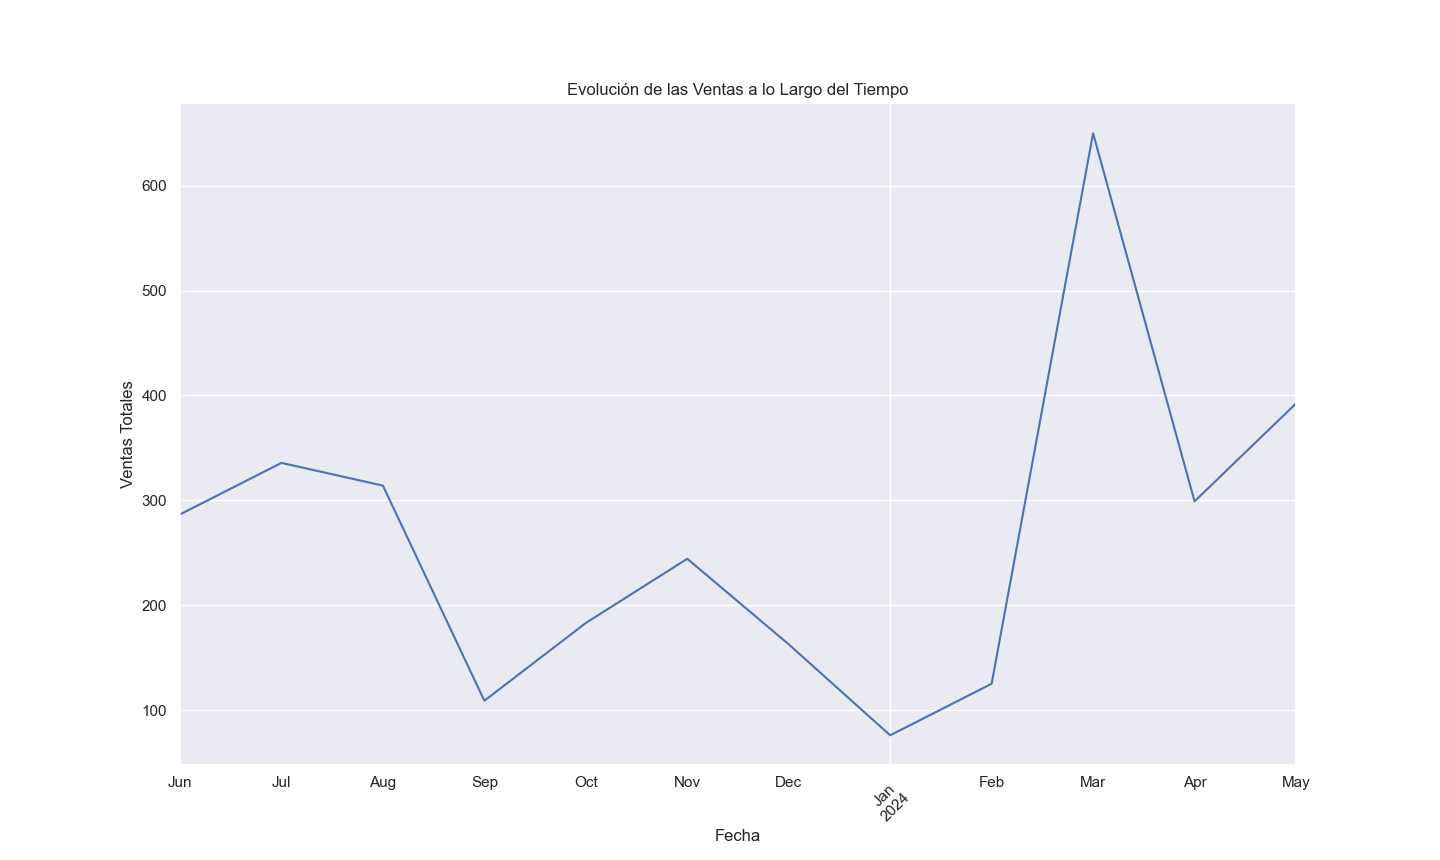 Evolución de las Ventas a lo Largo del Tiempo
600
500
400
300
200
100
Ventas Totales
Jun Jul Aug Sep Oct Nov Dec Jan Feb Mar Apr May
2024
Fecha